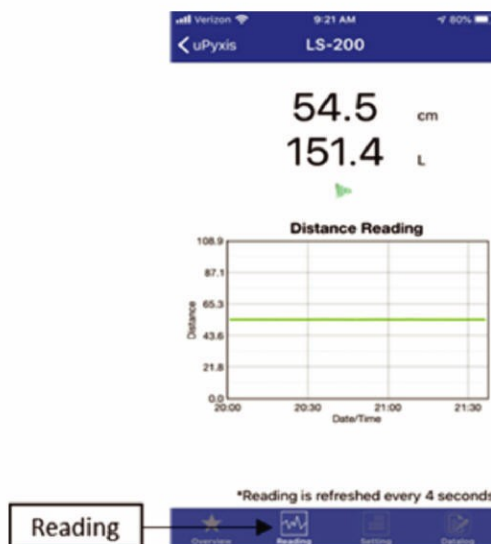 Verizon 9:21 AM 80%
uPyxis LS-200
54.5 cm
151.4 L
Distance Reading
108.9
87.1
65.3
43.6
21.8
0.0
Distance
20:00 20:30 21:00 21:30
Date/Time
*Reading is refreshed every 4 seconds
Reading
Overview Reading Setting Datalog